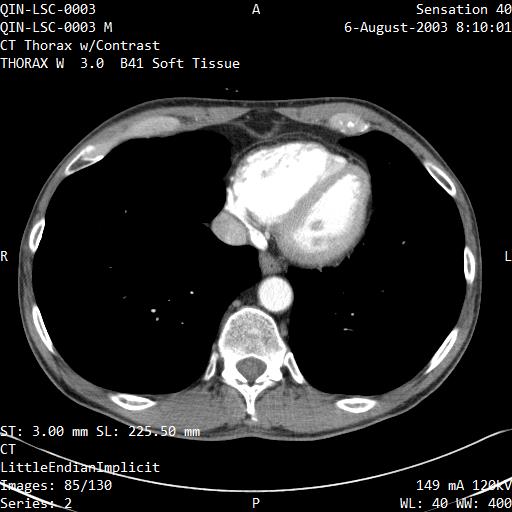 QIN-LSC-0003 A Sensation 40
QIN-LSC-0003 M 6-August-2003 8:10:01
CT Thorax w/Contrast
THORAX W 3.0 B41 Soft Tissue
R L
ST: 3.00 mm SL: 225.50 mm
CT
LittleEndianImplicit
Images: 85/130 149 mA 120kV
Series: 2 P WL: 40 WW: 400